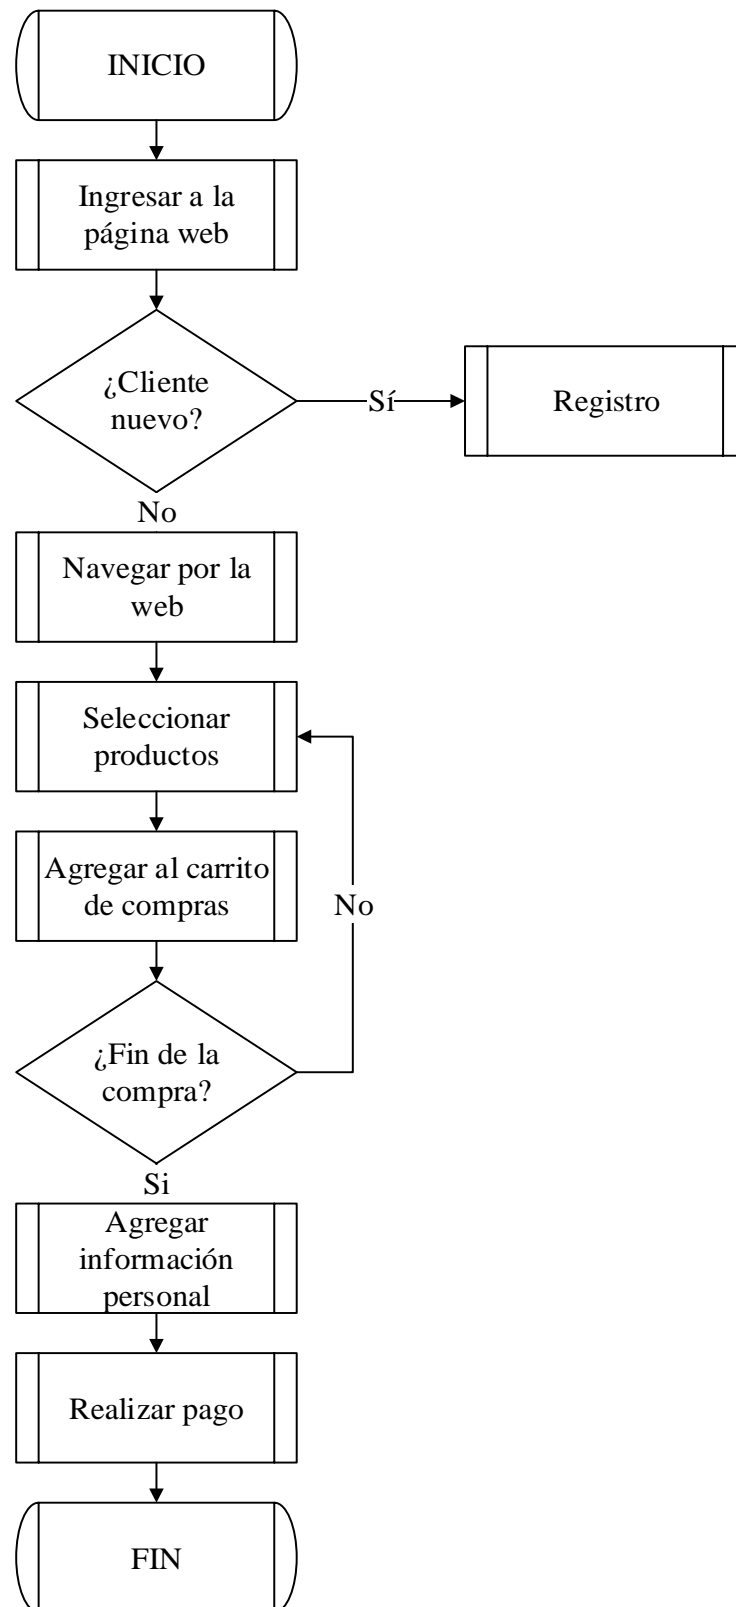 INICIO
Ingresar a la
página web
¿Cliente
nuevo?
Sí
Registro
No
Navegar por la
web
Seleccionar
productos
Agregar al carrito
de compras
No
¿Fin de la
compra?
Si
Agregar
información
personal
Realizar pago
FIN